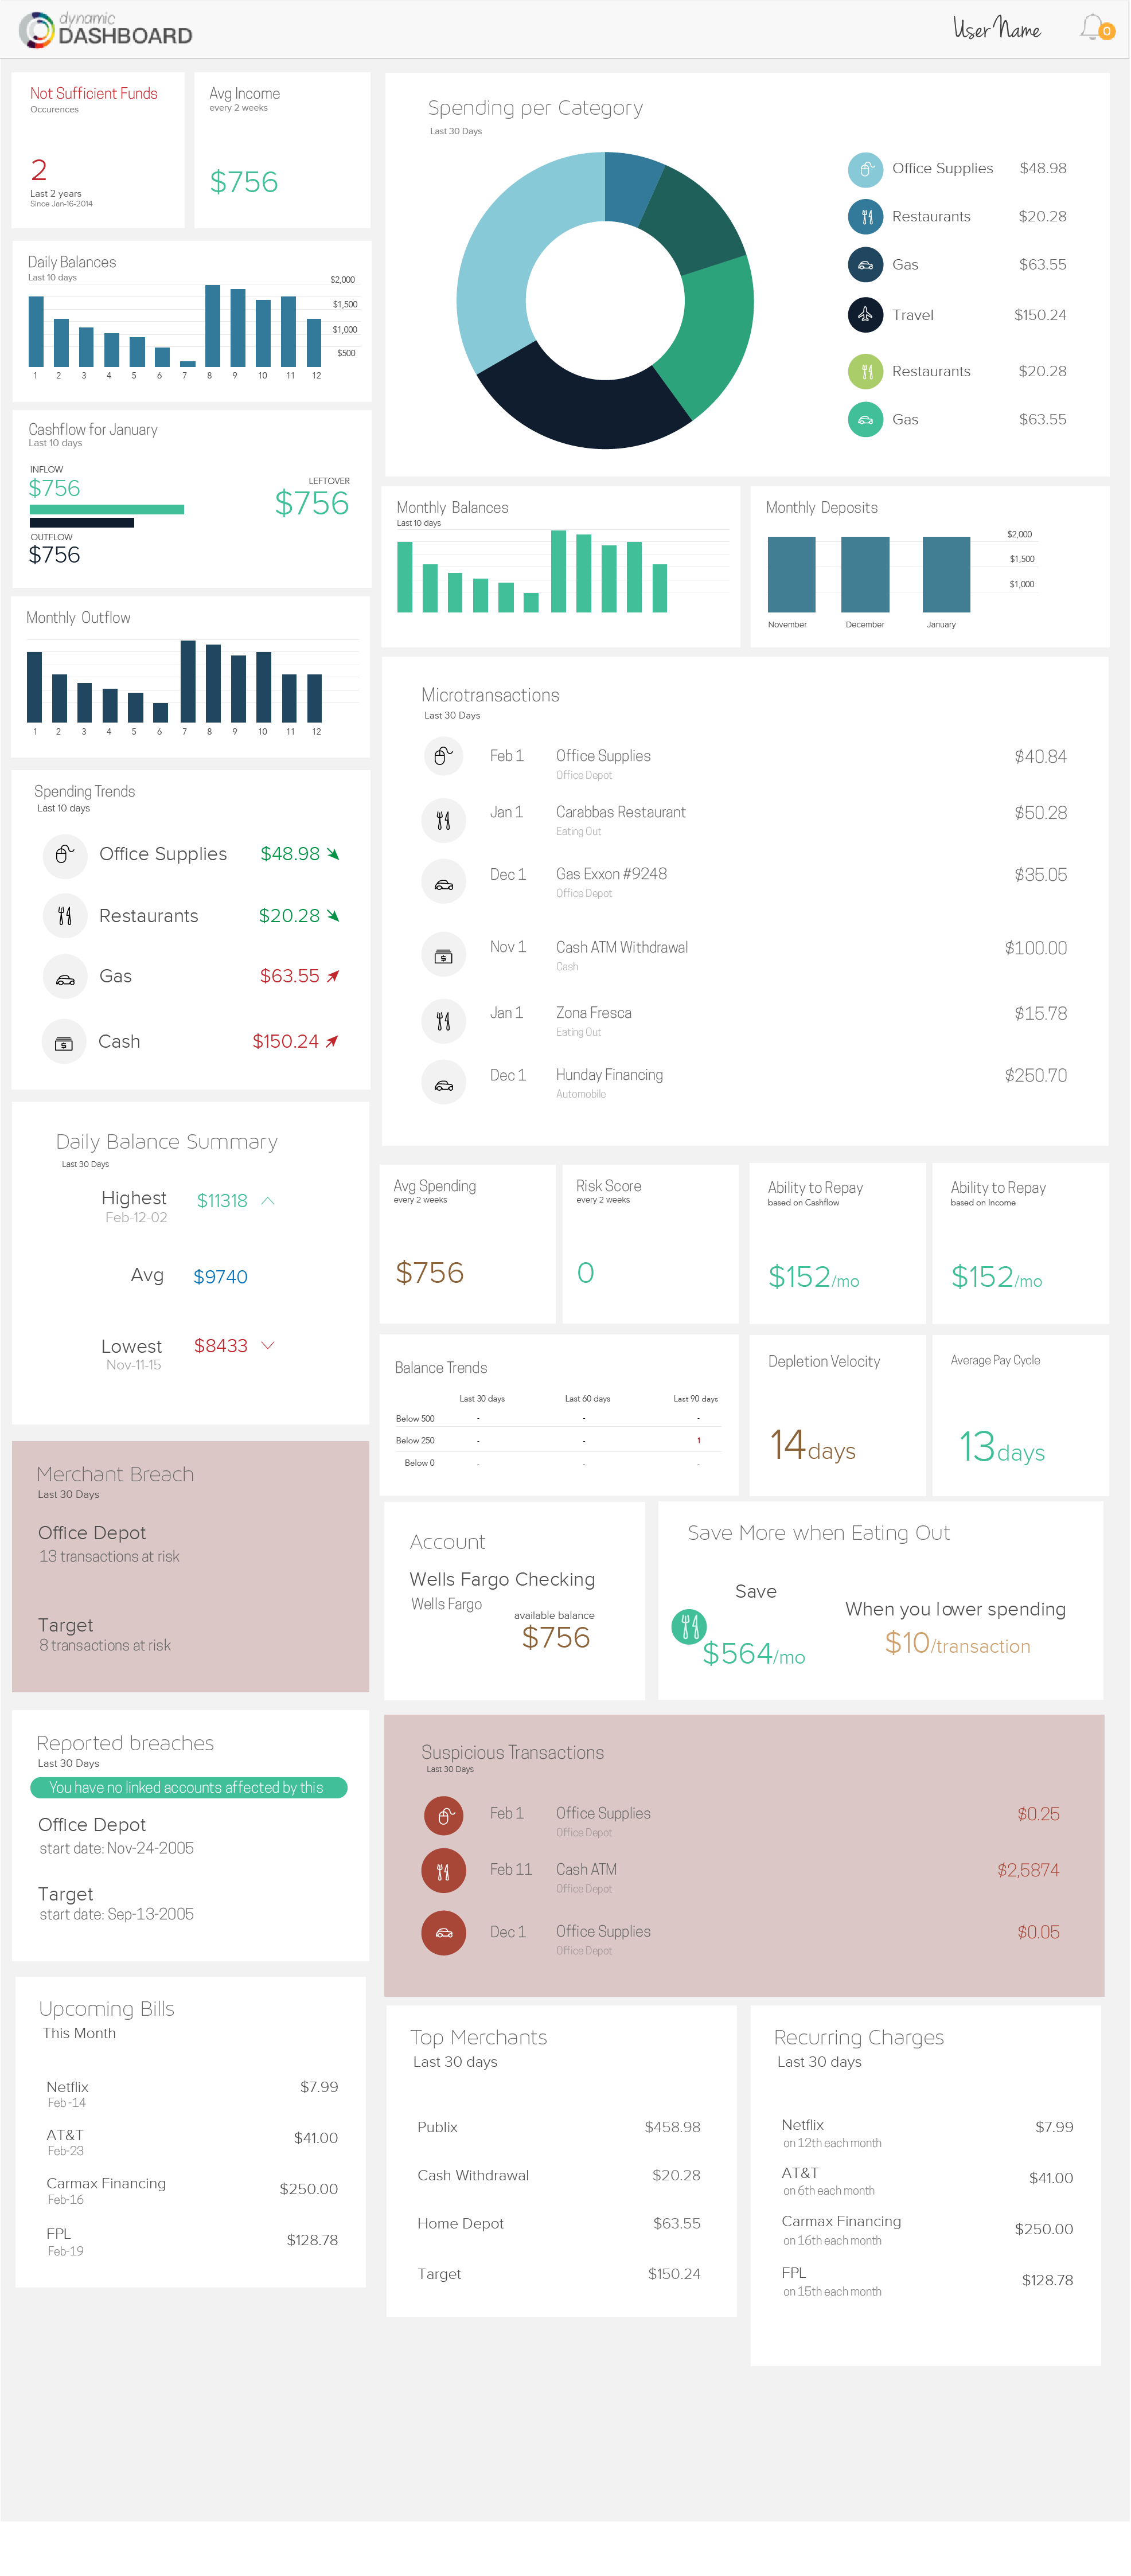 dynamic
DASHBOARD
UserName
0
Not Sufficient Funds
Occurences
2
Last 2 years
Since Jan-16-2014
Avg Income
every 2 weeks
$756
Spending per Category
Last 30 Days
Office Supplies $48.98
Restaurants $20.28
Gas $63.55
Travel $150.24
Restaurants $20.28
Gas $63.55
Daily Balances
Last 10 days
$2,000
$1,500
$1,000
$500
1 2 3 4 5 6 7 8 9 10 11 12
Cashflow for January
Last 10 days
INFLOW
$756
LEFTOVER
$756
OUTFLOW
$756
Monthly Balances
Last 10 days
Monthly Deposits
$2,000
$1,500
$1,000
November December January
Monthly Outflow
1 2 3 4 5 6 7 8 9 10 11 12
Microtransactions
Last 30 Days
Feb 1 Office Supplies $40.84
Office Depot
Jan 1 Carabbas Restaurant $50.28
Eating Out
Dec 1 Gas Exxon #9248 $35.05
Office Depot
Nov 1 Cash ATM Withdrawal $100.00
Cash
Jan 1 Zona Fresca $15.78
Eating Out
Dec 1 Hunday Financing $250.70
Automobile
Spending Trends
Last 10 days
Office Supplies $48.98
Restaurants $20.28
Gas $63.55
Cash $150.24
Daily Balance Summary
Last 30 Days
Highest $11318
Feb-12-02
Avg $9740
Lowest $8433
Nov-11-15
Avg Spending
every 2 weeks
$756
Risk Score
every 2 weeks
0
Ability to Repay
based on Cashflow
$152/mo
Ability to Repay
based on Income
$152/mo
Balance Trends
Last 30 days Last 60 days Last 90 days
Below 500 - - -
Below 250 - - 1
Below 0 - - -
Depletion Velocity
14days
Average Pay Cycle
13days
Merchant Breach
Last 30 Days
Office Depot
13 transactions at risk
Target
8 transactions at risk
Account
Wells Fargo Checking
Wells Fargo
available balance
$756
Save More when Eating Out
Save
$564/mo
When you lower spending
$10/transaction
Reported breaches
Last 30 Days
You have no linked accounts affected by this
Office Depot
start date: Nov-24-2005
Target
start date: Sep-13-2005
Suspicious Transactions
Last 30 Days
Feb 1 Office Supplies $0.25
Office Depot
Feb 11 Cash ATM $2,5874
Office Depot
Dec 1 Office Supplies $0.05
Office Depot
Upcoming Bills
This Month
Netflix $7.99
Feb -14
AT&T $41.00
Feb-23
Carmax Financing $250.00
Feb-16
FPL $128.78
Feb-19
Top Merchants
Last 30 days
Publix $458.98
Cash Withdrawal $20.28
Home Depot $63.55
Target $150.24
Recurring Charges
Last 30 days
Netflix $7.99
on 12th each month
AT&T $41.00
on 6th each month
Carmax Financing $250.00
on 16th each month
FPL $128.78
on 15th each month